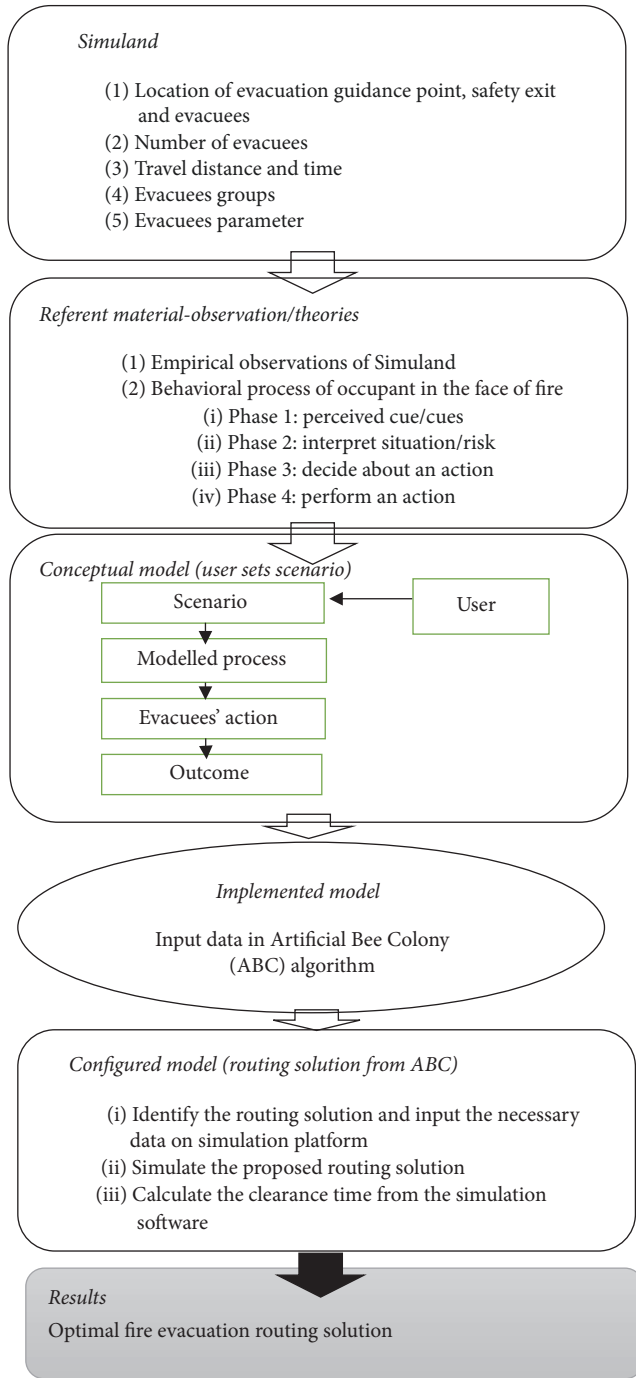 Simuland
(1) Location of evacuation guidance point, safety exit
and evacuees
(2) Number of evacuees
(3) Travel distance and time
(4) Evacuees groups
(5) Evacuees parameter
Referent material-observation/theories
(1) Empirical observations of Simuland
(2) Behavioral process of occupant in the face of fire
(i) Phase 1: perceived cue/cues
(ii) Phase 2: interpret situation/risk
(iii) Phase 3: decide about an action
(iv) Phase 4: perform an action
Conceptual model (user sets scenario)
Scenario
User
Modelled process
Evacuees’ action
Outcome
Implemented model
Input data in Artificial Bee Colony
(ABC) algorithm
Configured model (routing solution from ABC)
(i) Identify the routing solution and input the necessary
data on simulation platform
(ii) Simulate the proposed routing solution
(iii) Calculate the clearance time from the simulation
software
Results
Optimal fire evacuation routing solution